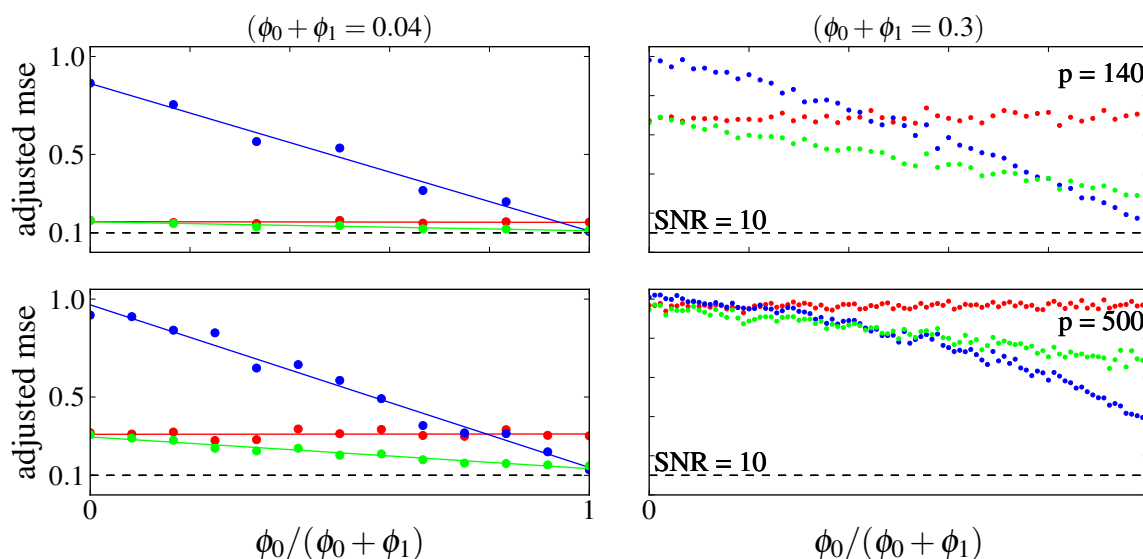 (ϕ0 + ϕ1 = 0.04)
(ϕ0 + ϕ1 = 0.3)
adjusted mse
1.0
0.5
0.1
p = 140
SNR = 10
adjusted mse
1.0
0.5
0.1
p = 500
SNR = 10
0
1
0
ϕ0/(ϕ0 + ϕ1)
ϕ0/(ϕ0 + ϕ1)